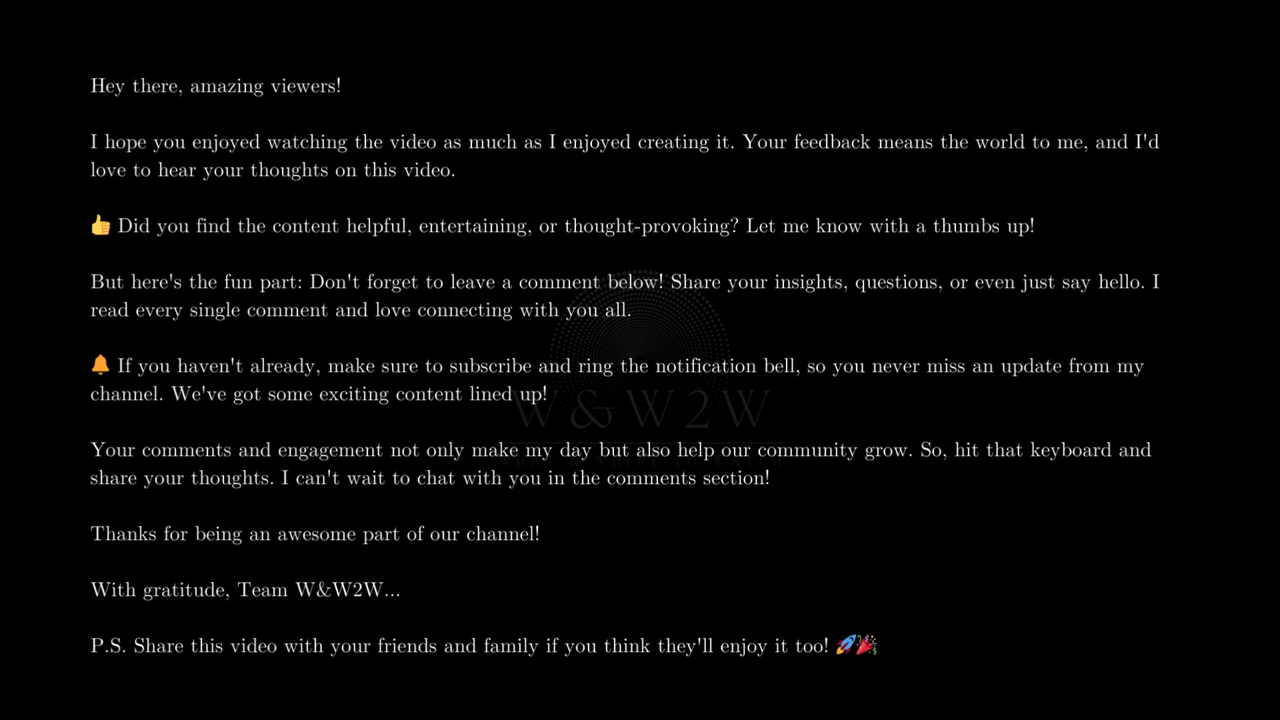 Hey there, amazing viewers!
I hope you enjoyed watching the video as much as I enjoyed creating it. Your feedback means the world to me, and I'd
love to hear your thoughts on this video.
👍 Did you find the content helpful, entertaining, or thought-provoking? Let me know with a thumbs up!
But here's the fun part: Don't forget to leave a comment below! Share your insights, questions, or even just say hello. I
read every single comment and love connecting with you all.
🔔 If you haven't already, make sure to subscribe and ring the notification bell, so you never miss an update from my
channel. We've got some exciting content lined up!
W&W2W
Your comments and engagement not only make my day but also help our community grow. So, hit that keyboard and
share your thoughts. I can't wait to chat with you in the comments section!
Thanks for being an awesome part of our channel!
With gratitude, Team W&W2W...
P.S. Share this video with your friends and family if you think they'll enjoy it too! 🚀🎉